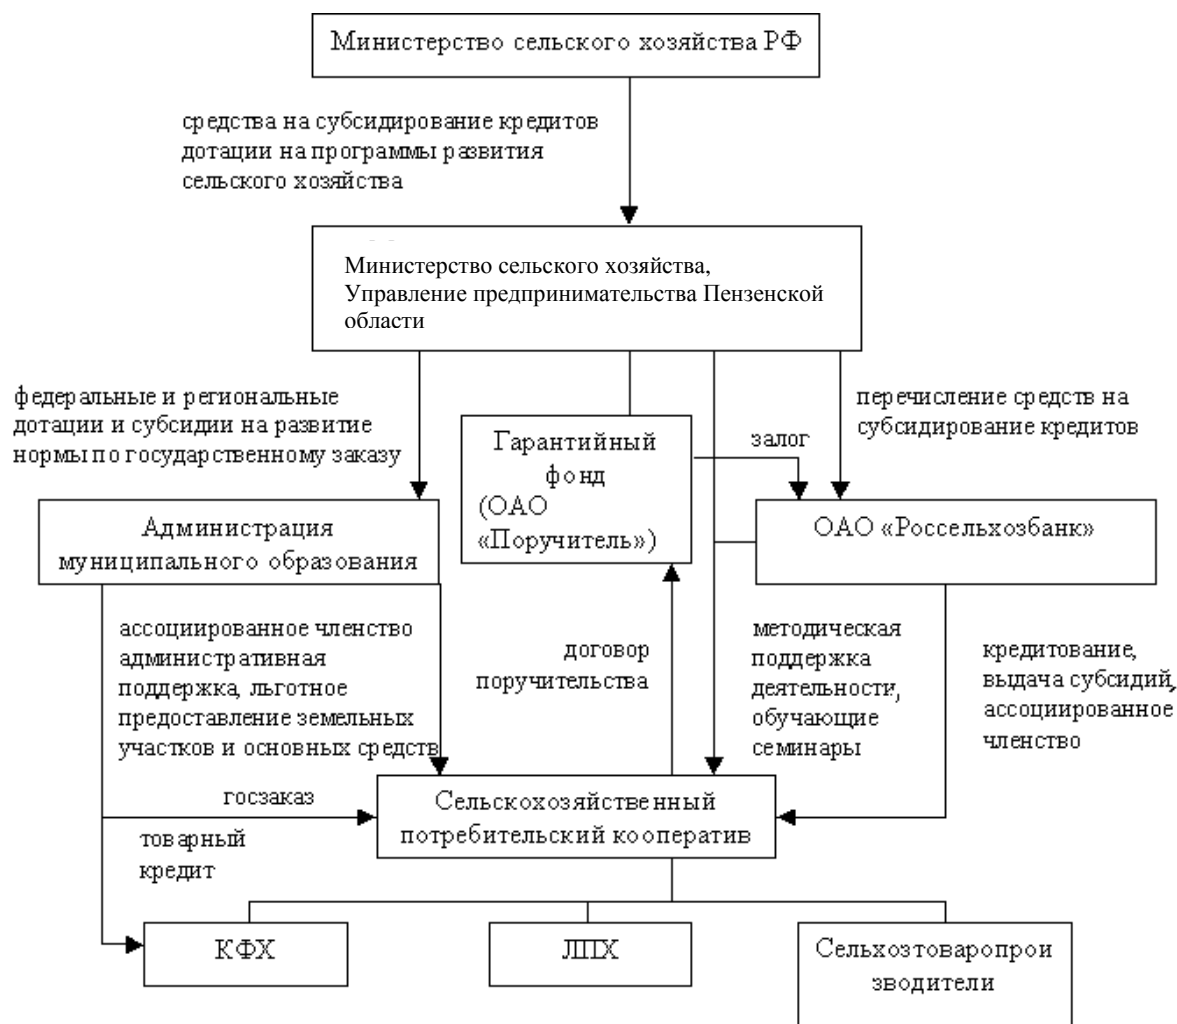 Министерство сельского хозяйства РФ
средства на субсидирование кредитов
дотации на программы развития
сельского хозяйства
Министерство сельского хозяйства,
Управление предпринимательства Пензенской
области
федеральные и региональные
дотации и субсидии на развитие
нормы по государственному заказу
Гарантийный
фонд
(ОАО
«Поручитель»)
залог
перечисление средств на
субсидирование кредитов
Администрация
муниципального образования
ОАО «Россельхозбанк»
ассоциированное членство
административная
поддержка, льготное
предоставление земельных
участков и основных средств
договор
поручительства
методическая
поддержка
деятельности,
обучающие
семинары
кредитование,
выдача субсидий,
ассоциированное
членство
госзаказ
Сельскохозяйственный
потребительский кооператив
товарный
кредит
КФХ
ЛПХ
Сельхозтоваропрои
зводители